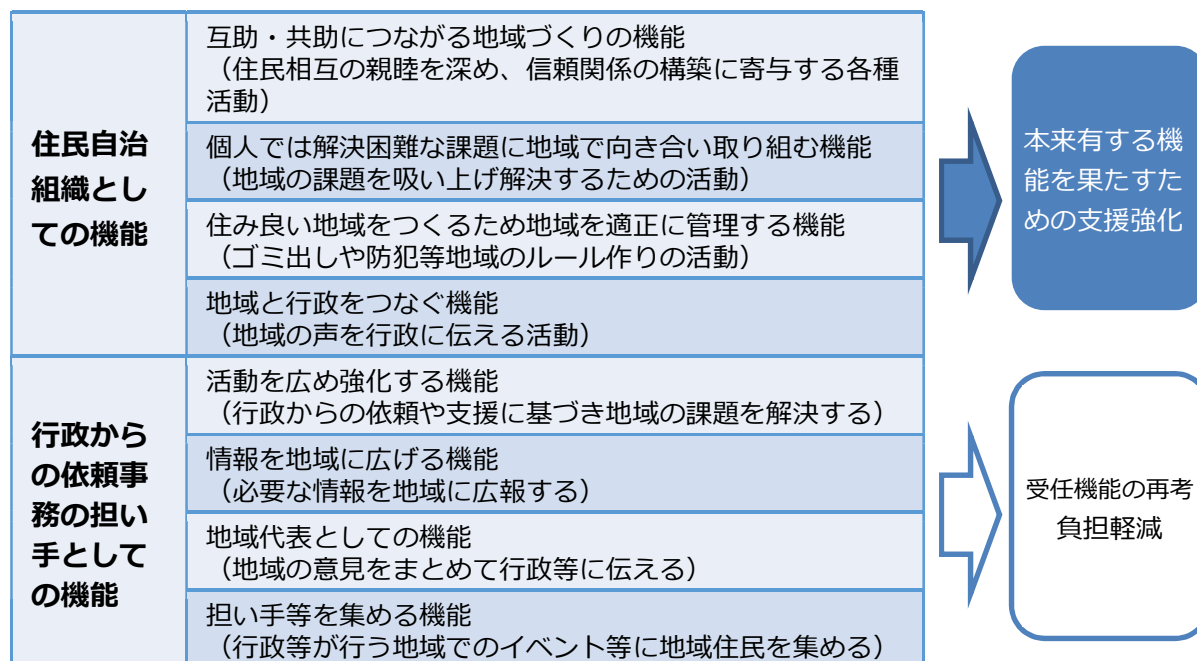 住民自治
組織とし
ての機能
互助・共助につながる地域づくりの機能
（住民相互の親睦を深め、信頼関係の構築に寄与する各種
活動）
個人では解決困難な課題に地域で向き合い取り組む機能
（地域の課題を吸い上げ解決するための活動）
住み良い地域をつくるため地域を適正に管理する機能
（ゴミ出しや防犯等地域のルール作りの活動）
地域と行政をつなぐ機能
（地域の声を行政に伝える活動）
本来有する機
能を果たすた
めの支援強化
行政から
の依頼事
務の担い
手として
の機能
活動を広め強化する機能
（行政からの依頼や支援に基づき地域の課題を解決する）
情報を地域に広げる機能
（必要な情報を地域に広報する）
地域代表としての機能
（地域の意見をまとめて行政等に伝える）
担い手等を集める機能
（行政等が行う地域でのイベント等に地域住民を集める）
受任機能の再考
負担軽減